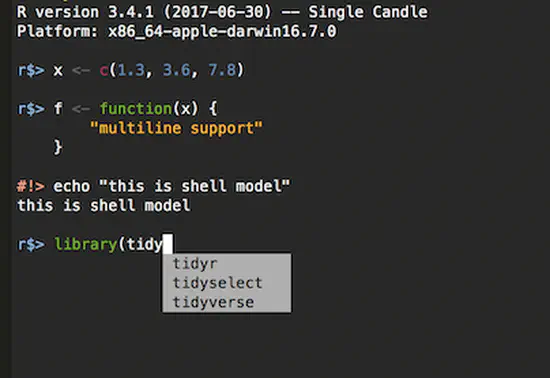 R version 3.4.1 (2017-06-30) -- Single Candle
Platform: x86_64-apple-darwin16.7.0
r$> x <- c(1.3, 3.6, 7.8)
r$> f <- function(x) {
"multiline support"
}
#!> echo "this is shell model"
this is shell model
r$> library(tidy
tidyr
tidyselect
tidyverse